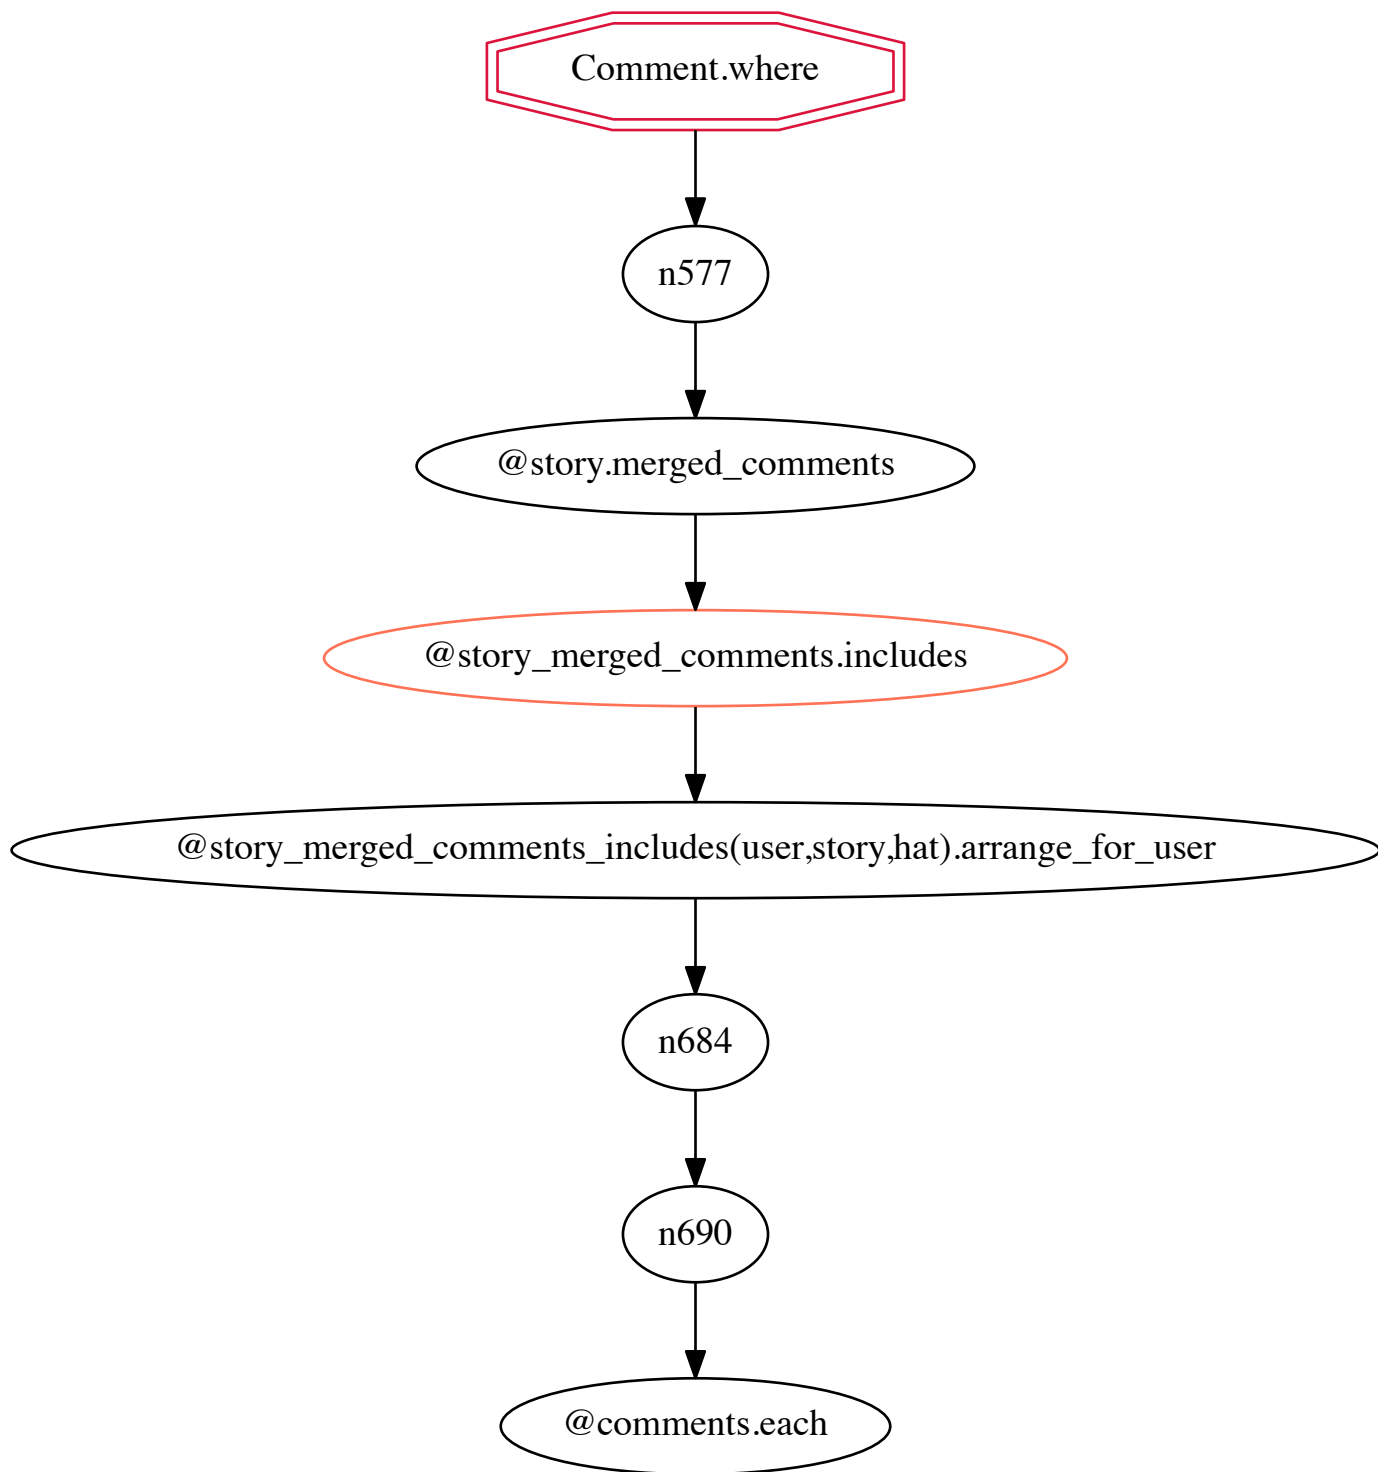 Comment.where
n577
@story.merged_comments
@story_merged_comments.includes
@story_merged_comments_includes(user,story,hat).arrange_for_user
n684
n690
@comments.each